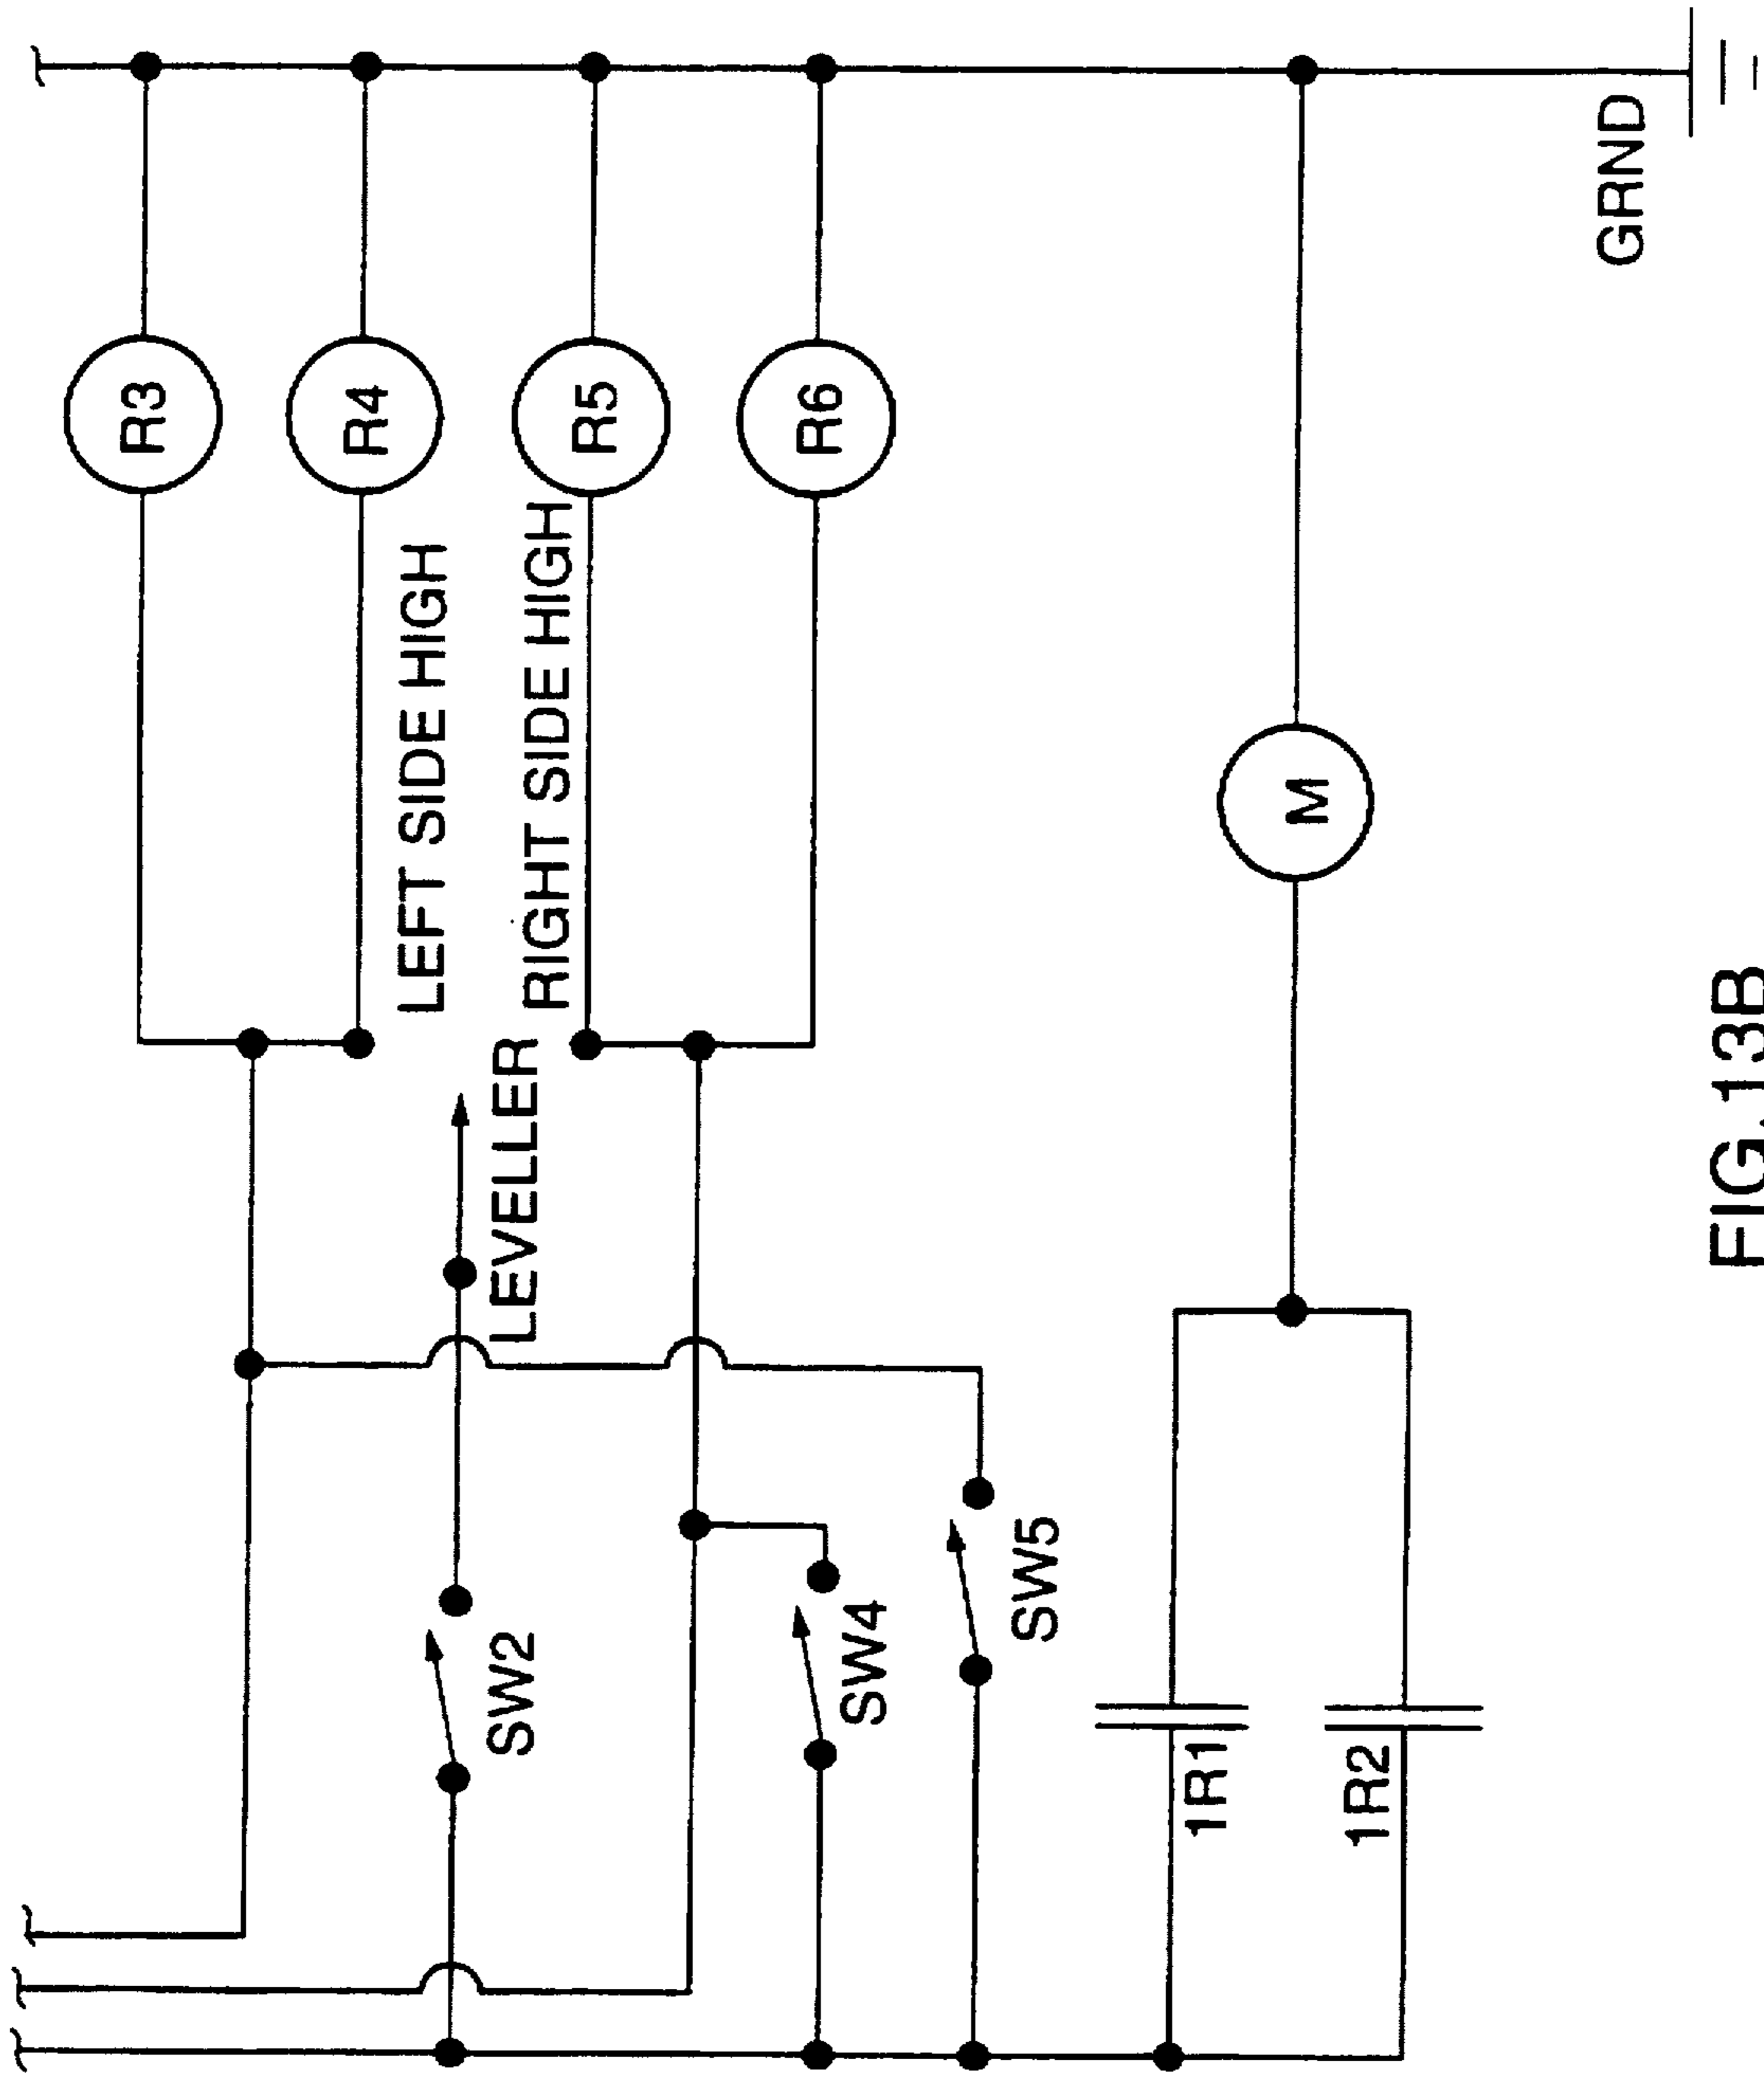 R3
R4
LEFT SIDE HIGH
LEVELLER
RIGHT SIDE HIGH
R5
R6
SW2
SW4
SW5
1R1
1R2
M
GRND
FIG.13B